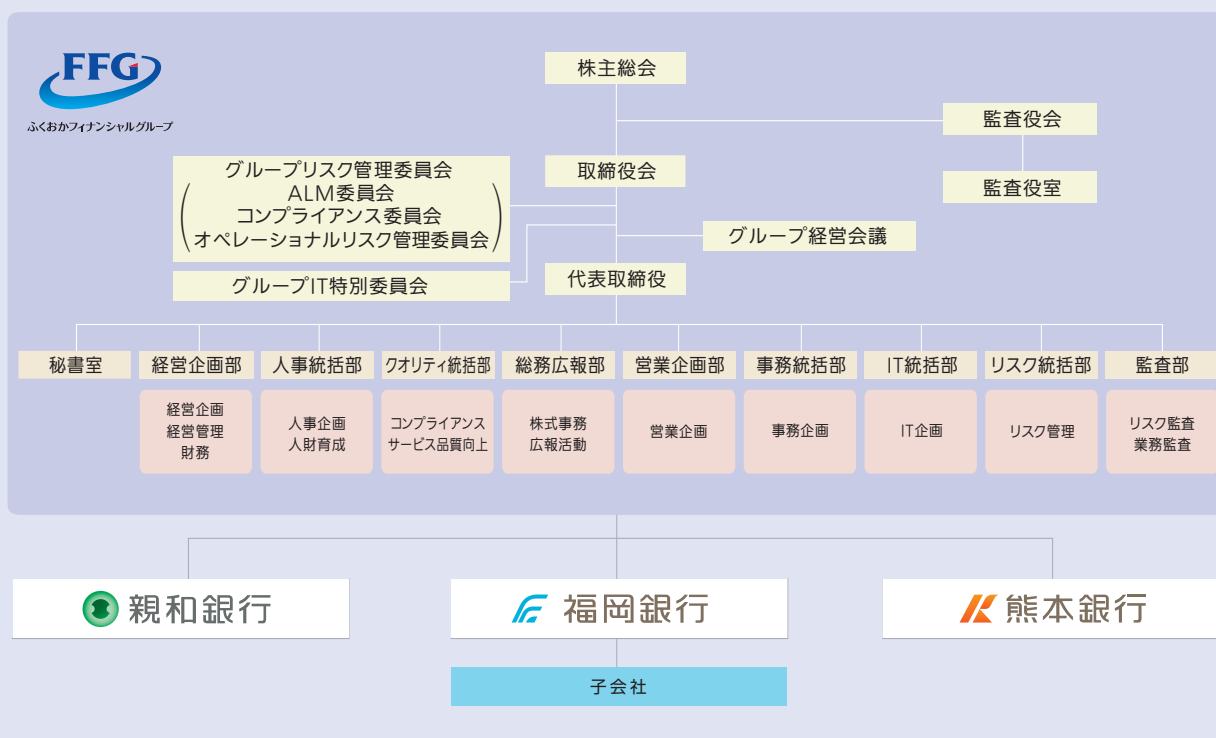 FFG
ふくおかフィナンシャルグループ
株主総会
監査役会
監査役室
取締役会
グループリスク管理委員会
ALM委員会
コンプライアンス委員会
オペレーショナルリスク管理委員会
グループ経営会議
グループIT特別委員会
代表取締役
秘書室
経営企画部
人事統括部
クオリティ統括部
総務広報部
営業企画部
事務統括部
IT統括部
リスク統括部
監査部
経営企画
経営管理
財務
人事企画
人財育成
コンプライアンス
サービス品質向上
株式事務
広報活動
営業企画
事務企画
IT企画
リスク管理
リスク監査
業務監査
親和銀行
福岡銀行
熊本銀行
子会社